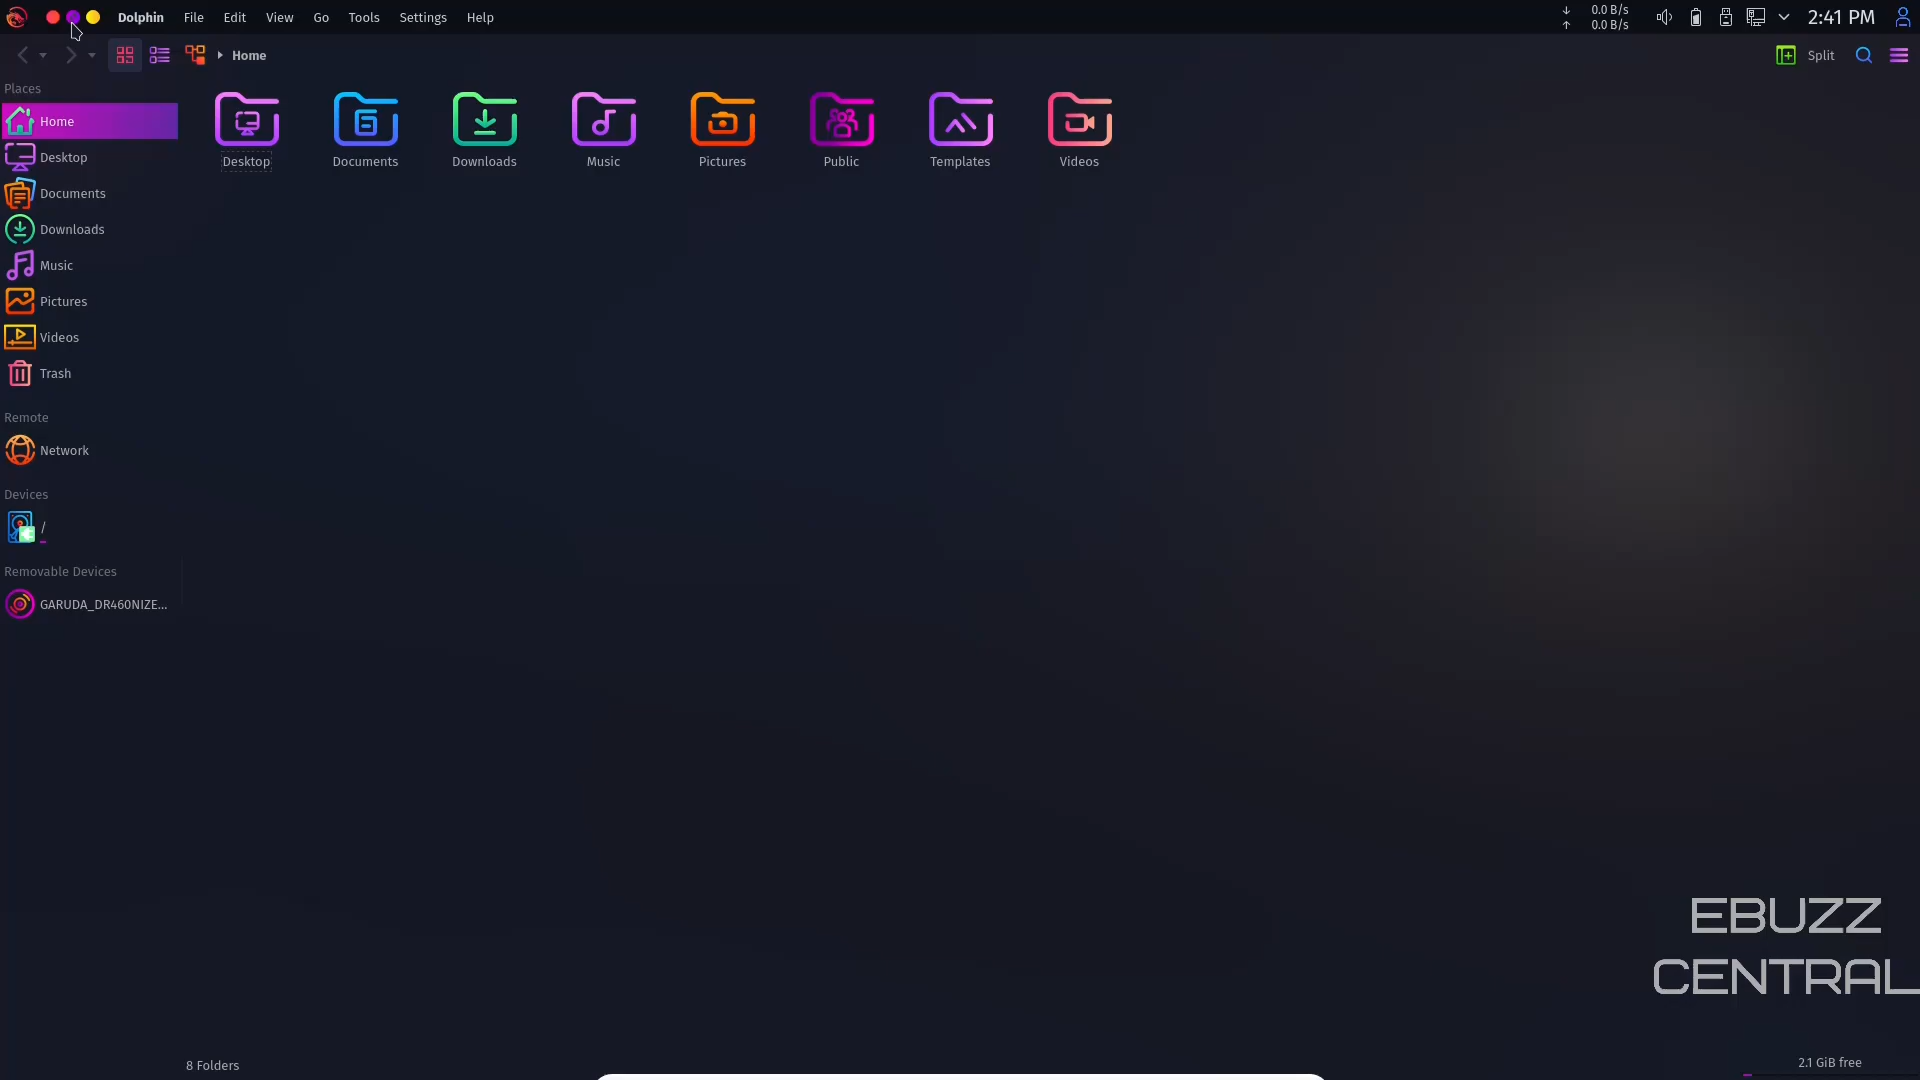 Dolphin File Edit View Go Tools Settings Help
0.0 B/s
0.0 B/s
2:41 PM
Home
Split
Places
Home
Desktop
Documents
Downloads
Music
Pictures
Videos
Trash
Remote
Network
Devices
/
Removable Devices
GARUDA_DR460NIZE...
Desktop Documents Downloads Music Pictures Public Templates Videos
EBUZZ
CENTRAL
8 Folders
2.1 GiB free